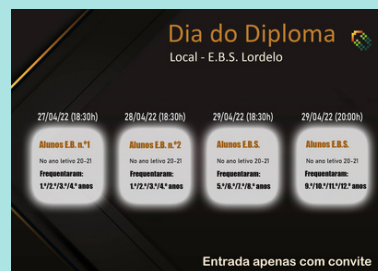 Dia do Diploma
Local - E.B.S. Lordelo
27/04/22 (18:30h)
Alunos E.B. n.º1
No ano letivo 20-21
Frequentaram:
1.º/2.º/3.º/4.º anos
28/04/22 (18:30h)
Alunos E.B. n.º2
No ano letivo 20-21
Frequentaram:
1.º/2.º/3.º/4.º anos
29/04/22 (18:30h)
Alunos E.B.S.
No ano letivo 20-21
Frequentaram:
5.º/6.º/7.º/8.º anos
29/04/22 (20:00h)
Alunos E.B.S.
No ano letivo 20-21
Frequentaram:
9.º/10.º/11.º/12.º anos
Entrada apenas com convite